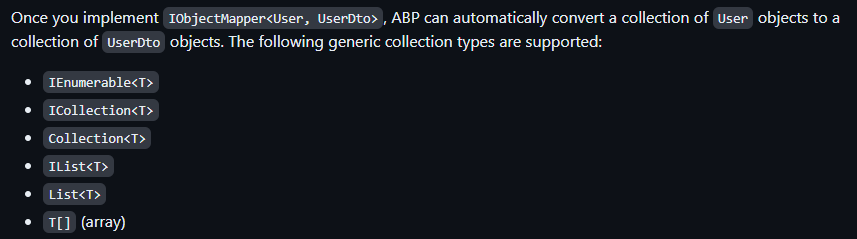 Once you implement IObjectMapper<User, UserDto>, ABP can automatically convert a collection of User objects to a
collection of UserDto objects. The following generic collection types are supported:
• IEnumerable<T>
• ICollection<T>
• Collection<T>
• IList<T>
• List<T>
• T[] (array)